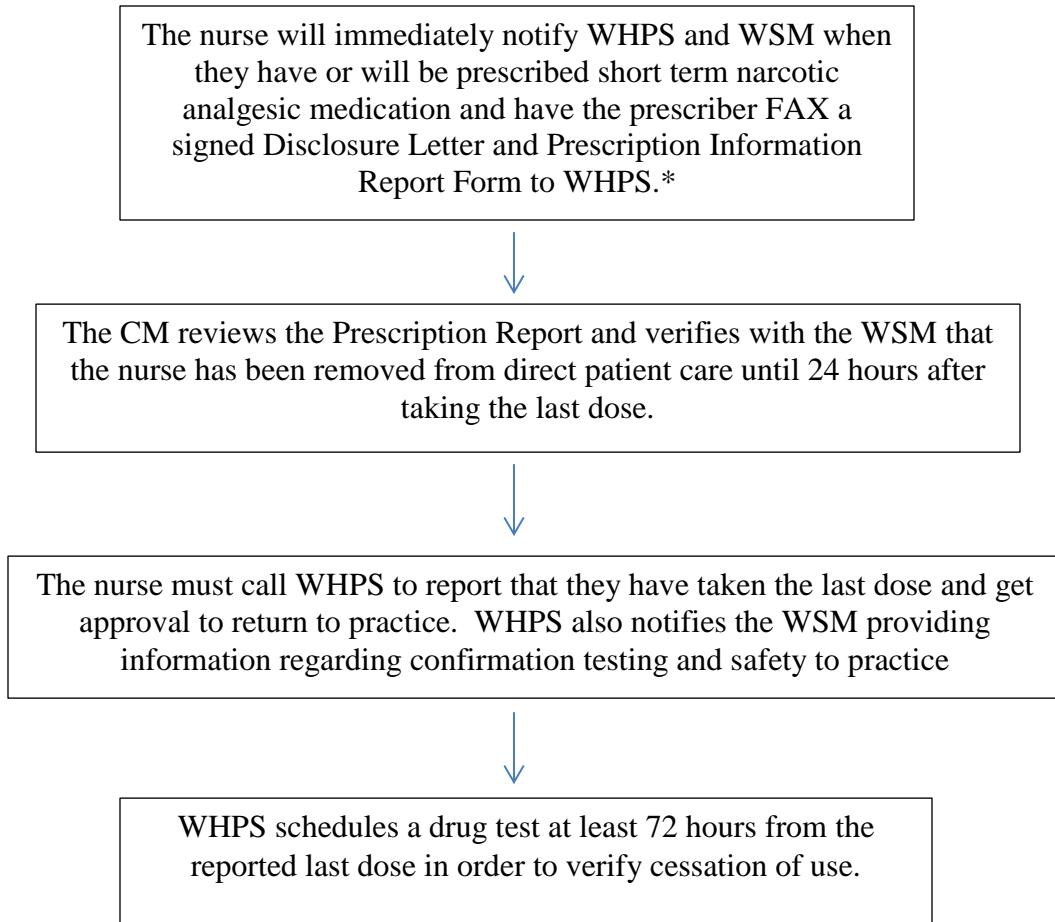 The nurse will immediately notify WHPS and WSM when
they have or will be prescribed short term narcotic
analgesic medication and have the prescriber FAX a
signed Disclosure Letter and Prescription Information
Report Form to WHPS.*
The CM reviews the Prescription Report and verifies with the WSM that
the nurse has been removed from direct patient care until 24 hours after
taking the last dose.
The nurse must call WHPS to report that they have taken the last dose and get
approval to return to practice.  WHPS also notifies the WSM providing
information regarding confirmation testing and safety to practice
WHPS schedules a drug test at least 72 hours from the
reported last dose in order to verify cessation of use.